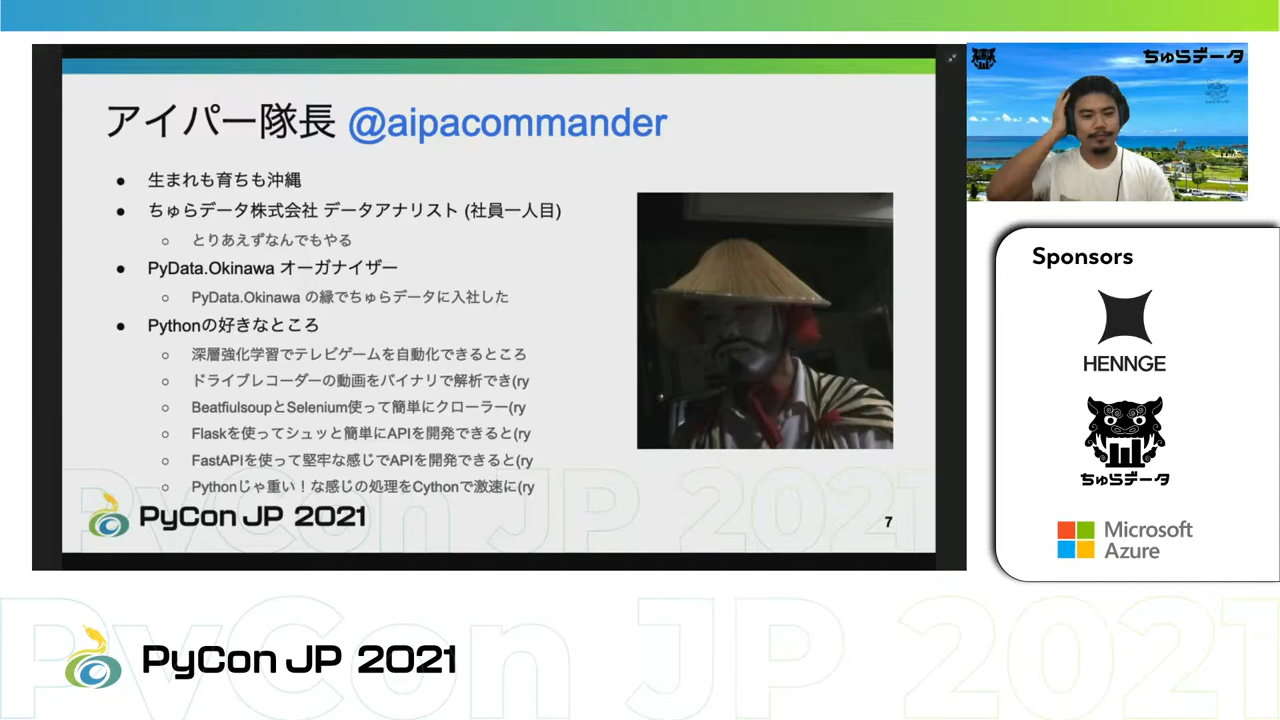 アイパー隊長 @aipacommander
● 生まれも育ちも沖縄
● ちゅらデータ株式会社 データアナリスト (社員一人目)
○ とりあえずなんでもやる
● PyData.Okinawa オーガナイザー
○ PyData.Okinawa の縁でちゅらデータに入社した
● Pythonの好きなところ
○ 深層強化学習でテレビゲームを自動化できるところ
○ ドライブレコーダーの動画をバイナリで解析でき(ry
○ BeatfiulsoupとSelenium使って簡単にクローラー(ry
○ Flaskを使ってシュッと簡単にAPIを開発できると(ry
○ FastAPIを使って堅牢な感じでAPIを開発できると(ry
○ Pythonじゃ重い！な感じの処理をCythonで激速に(ry
PyCon JP 2021
PyCon JP 2021
7
ちゅらデータ
Sponsors
HENNGE
ちゅらデータ
Microsoft
Azure
PyCon JP 2021
PyCon JP 2021